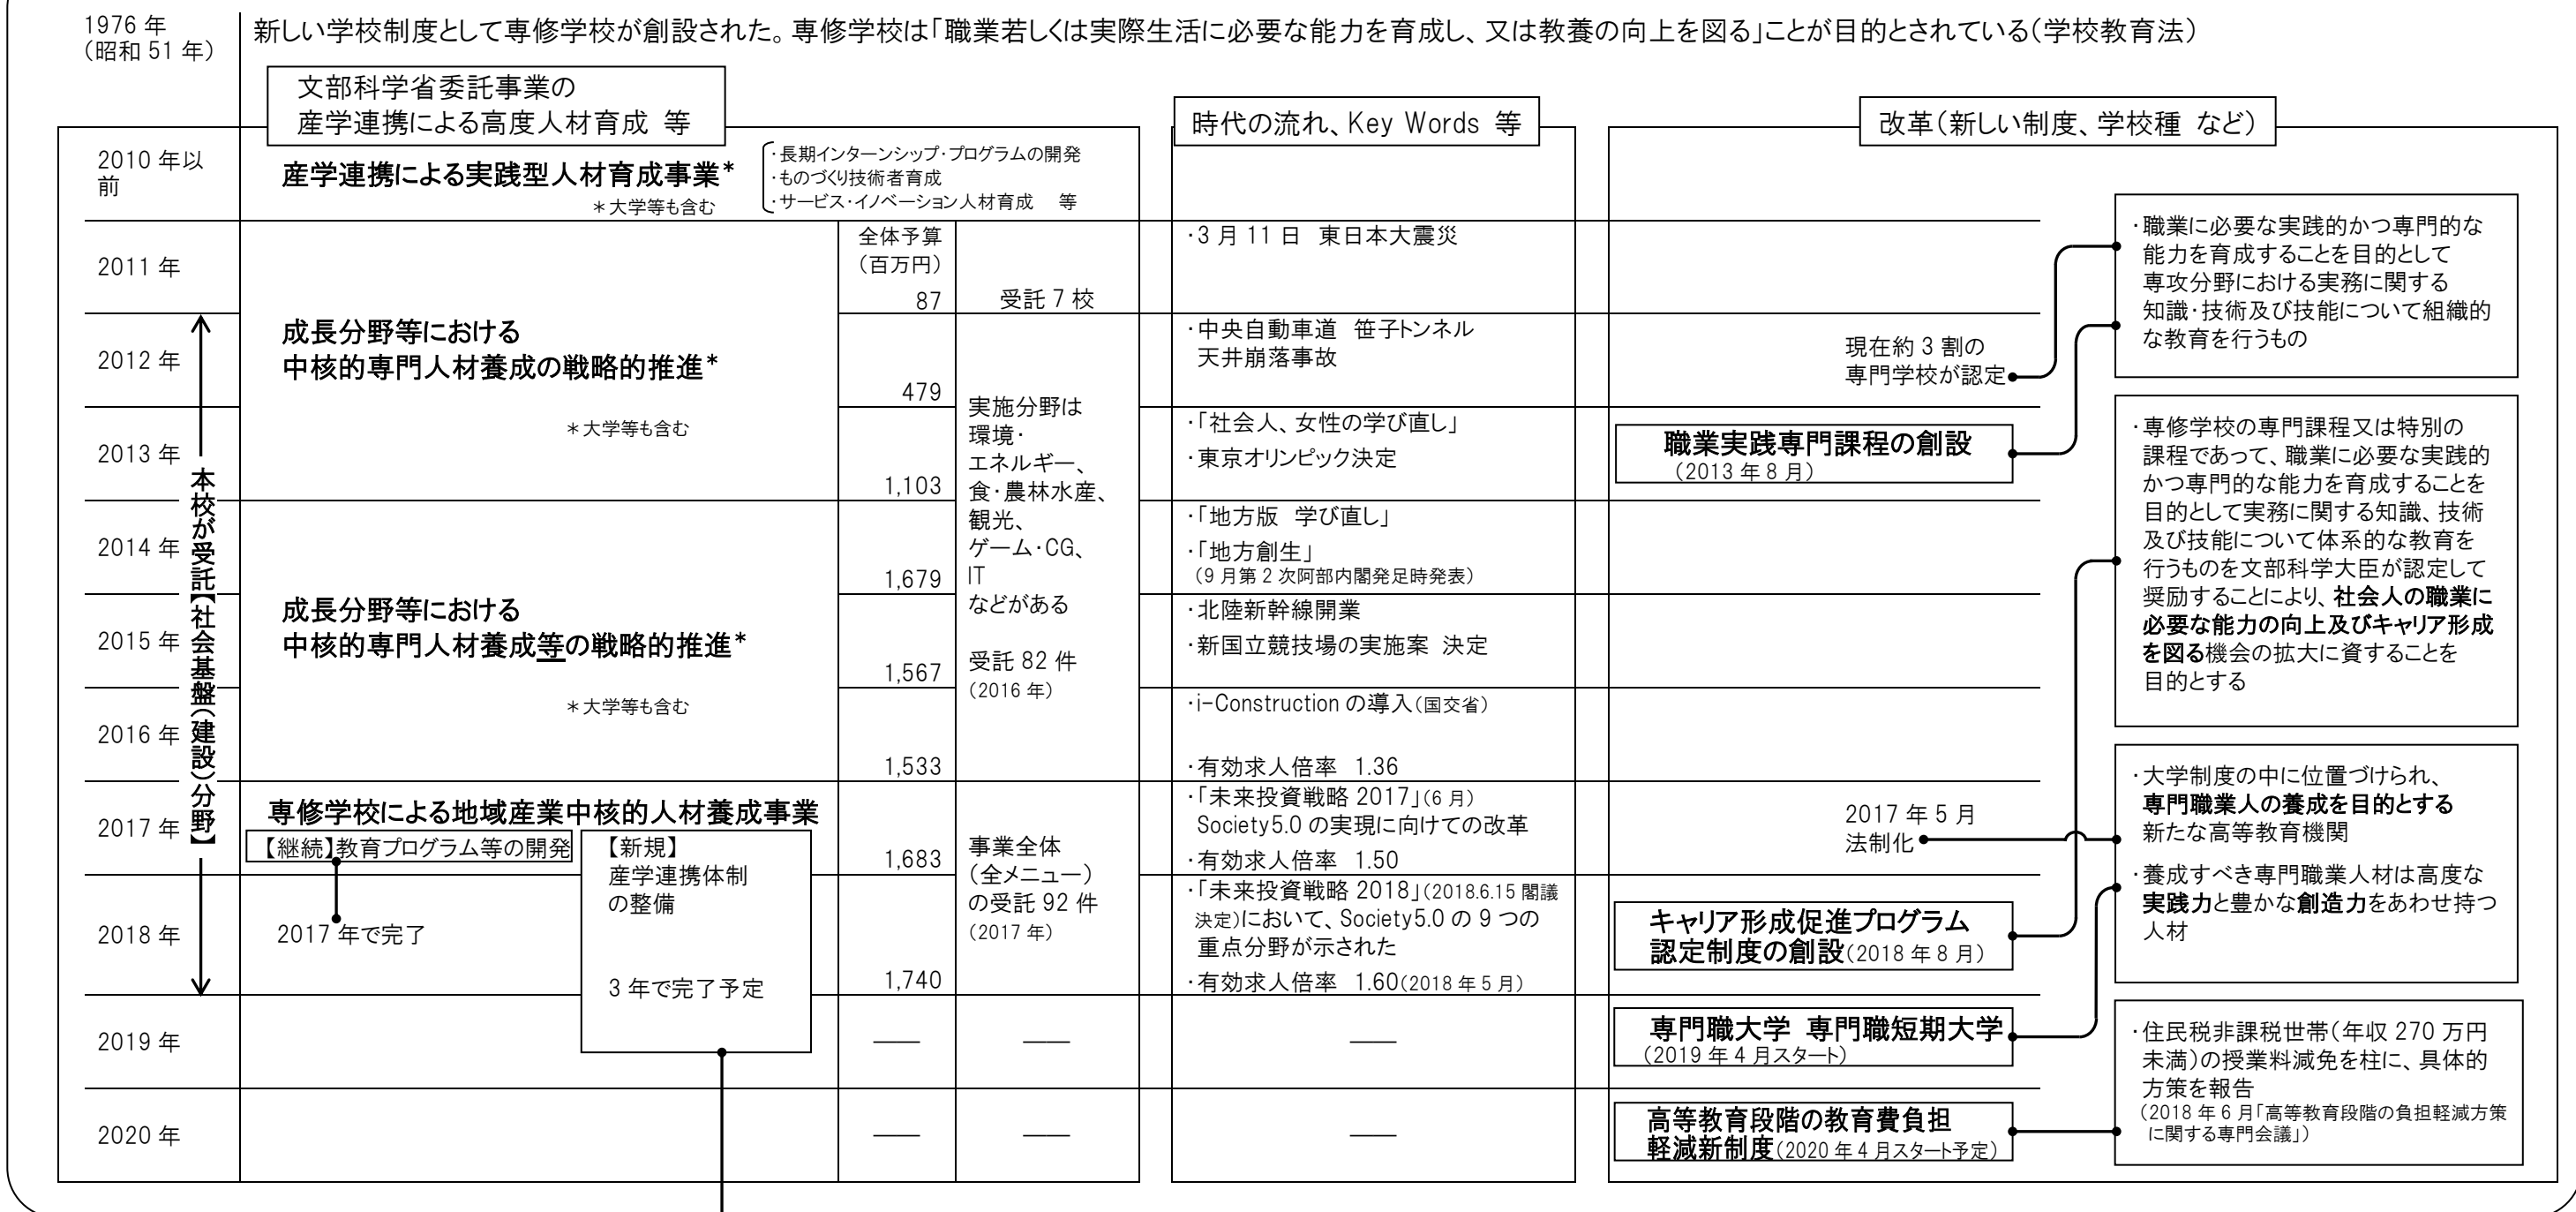 1976 年
（昭和 51 年）
新しい学校制度として専修学校が創設された。専修学校は「職業若しくは実際生活に必要な能力を育成し、又は教養の向上を図る」ことが目的とされている（学校教育法）
文部科学省委託事業の
産学連携による高度人材育成 等
時代の流れ、Key Words 等
改革（新しい制度、学校種 など）
2010 年以
前
産学連携による実践型人材育成事業*
＊大学等も含む
・長期インターンシップ・プログラムの開発
・ものづくり技術者育成
・サービス・イノベーション人材育成 等
2011 年
全体予算
（百万円）
87
受託 7 校
・3 月 11 日 東日本大震災
2012 年
成長分野等における
中核的専門人材養成の戦略的推進*
＊大学等も含む
479
・中央自動車道 笹子トンネル
天井崩落事故
現在約 3 割の
専門学校が認定
・職業に必要な実践的かつ専門的な
能力を育成することを目的として
専攻分野における実務に関する
知識・技術及び技能について組織的
な教育を行うもの
2013 年
1,103
実施分野は
環境・
エネルギー、
食・農林水産、
観光、
ゲーム・CG、
IT
などがある
受託 82 件
（2016 年）
・「社会人、女性の学び直し」
・東京オリンピック決定
職業実践専門課程の創設
（2013 年 8 月）
本校が受託【社会基盤（建設）分野】
2014 年
1,679
・「地方版 学び直し」
・「地方創生」
（9 月第 2 次阿部内閣発足時発表）
・専修学校の専門課程又は特別の
課程であって、職業に必要な実践的
かつ専門的な能力を育成することを
目的として実務に関する知識、技術
及び技能について体系的な教育を
行うものを文部科学大臣が認定して
奨励することにより、社会人の職業に
必要な能力の向上及びキャリア形成
を図る機会の拡大に資することを
目的とする
2015 年
成長分野等における
中核的専門人材養成等の戦略的推進*
＊大学等も含む
1,567
・北陸新幹線開業
・新国立競技場の実施案 決定
2016 年
1,533
・i-Construction の導入（国交省）
・有効求人倍率 1.36
2017 年
専修学校による地域産業中核的人材養成事業
【継続】教育プログラム等の開発
【新規】
産学連携体制
の整備
3 年で完了予定
1,683
事業全体
（全メニュー）
の受託 92 件
（2017 年）
・「未来投資戦略 2017」（6 月）
Society5.0 の実現に向けての改革
・有効求人倍率 1.50
2017 年 5 月
法制化
・大学制度の中に位置づけられ、
専門職業人の養成を目的とする
新たな高等教育機関
・養成すべき専門職業人材は高度な
実践力と豊かな創造力をあわせ持つ
人材
2018 年
2017 年で完了
1,740
・「未来投資戦略 2018」（2018.6.15 閣議
決定）において、Society5.0 の 9 つの
重点分野が示された
・有効求人倍率 1.60（2018 年 5 月）
キャリア形成促進プログラム
認定制度の創設（2018 年 8 月）
2019 年
――
――
――
専門職大学 専門職短期大学
（2019 年 4 月スタート）
・住民税非課税世帯（年収 270 万円
未満）の授業料減免を柱に、具体的
方策を報告
（2018 年 6 月「高等教育段階の負担軽減方策
に関する専門会議」）
2020 年
――
――
――
高等教育段階の教育費負担
軽減新制度（2020 年 4 月スタート予定）